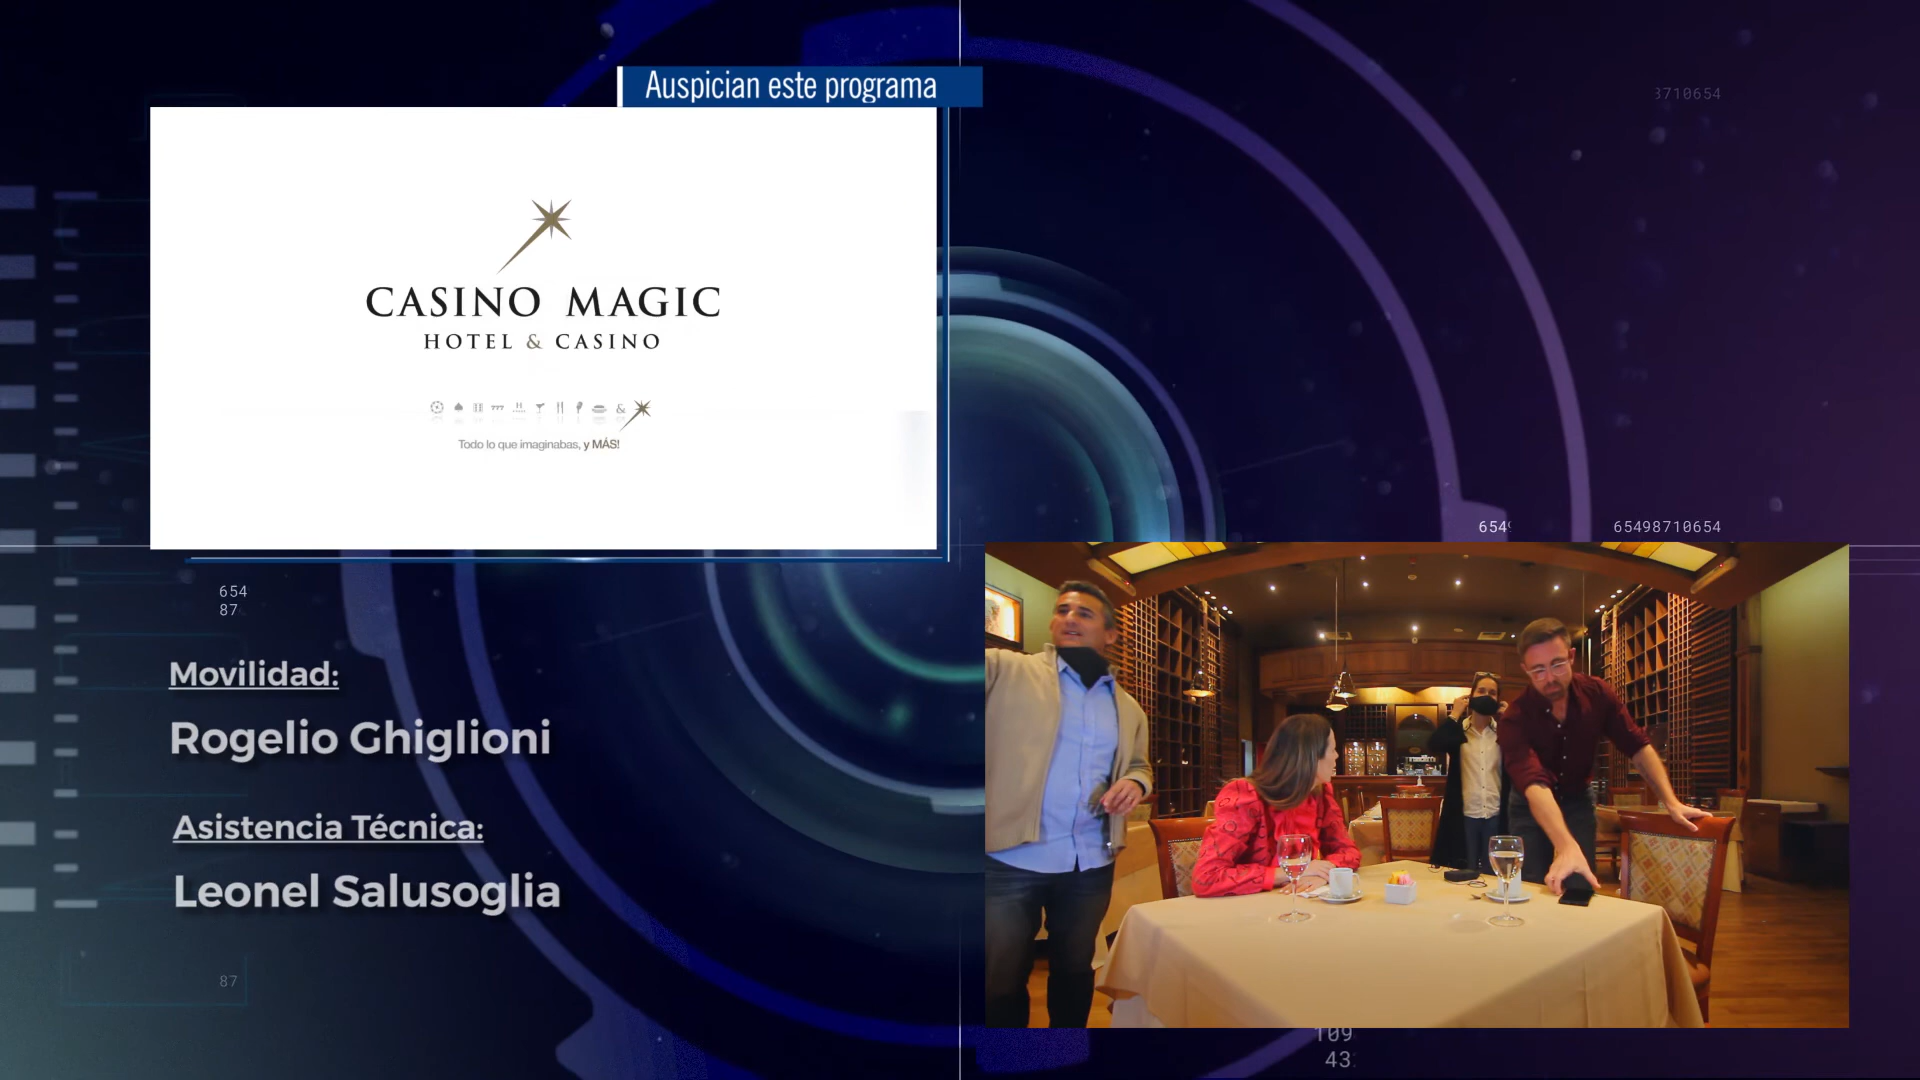 3710654
Auspician este programa
CASINO MAGIC
HOTEL & CASINO
&
Todo lo que imaginabas, y MÁS!
654
65498710654
654
87
Movilidad:
Rogelio Ghiglioni
Asistencia Técnica:
Leonel Salusoglia
87
109
43